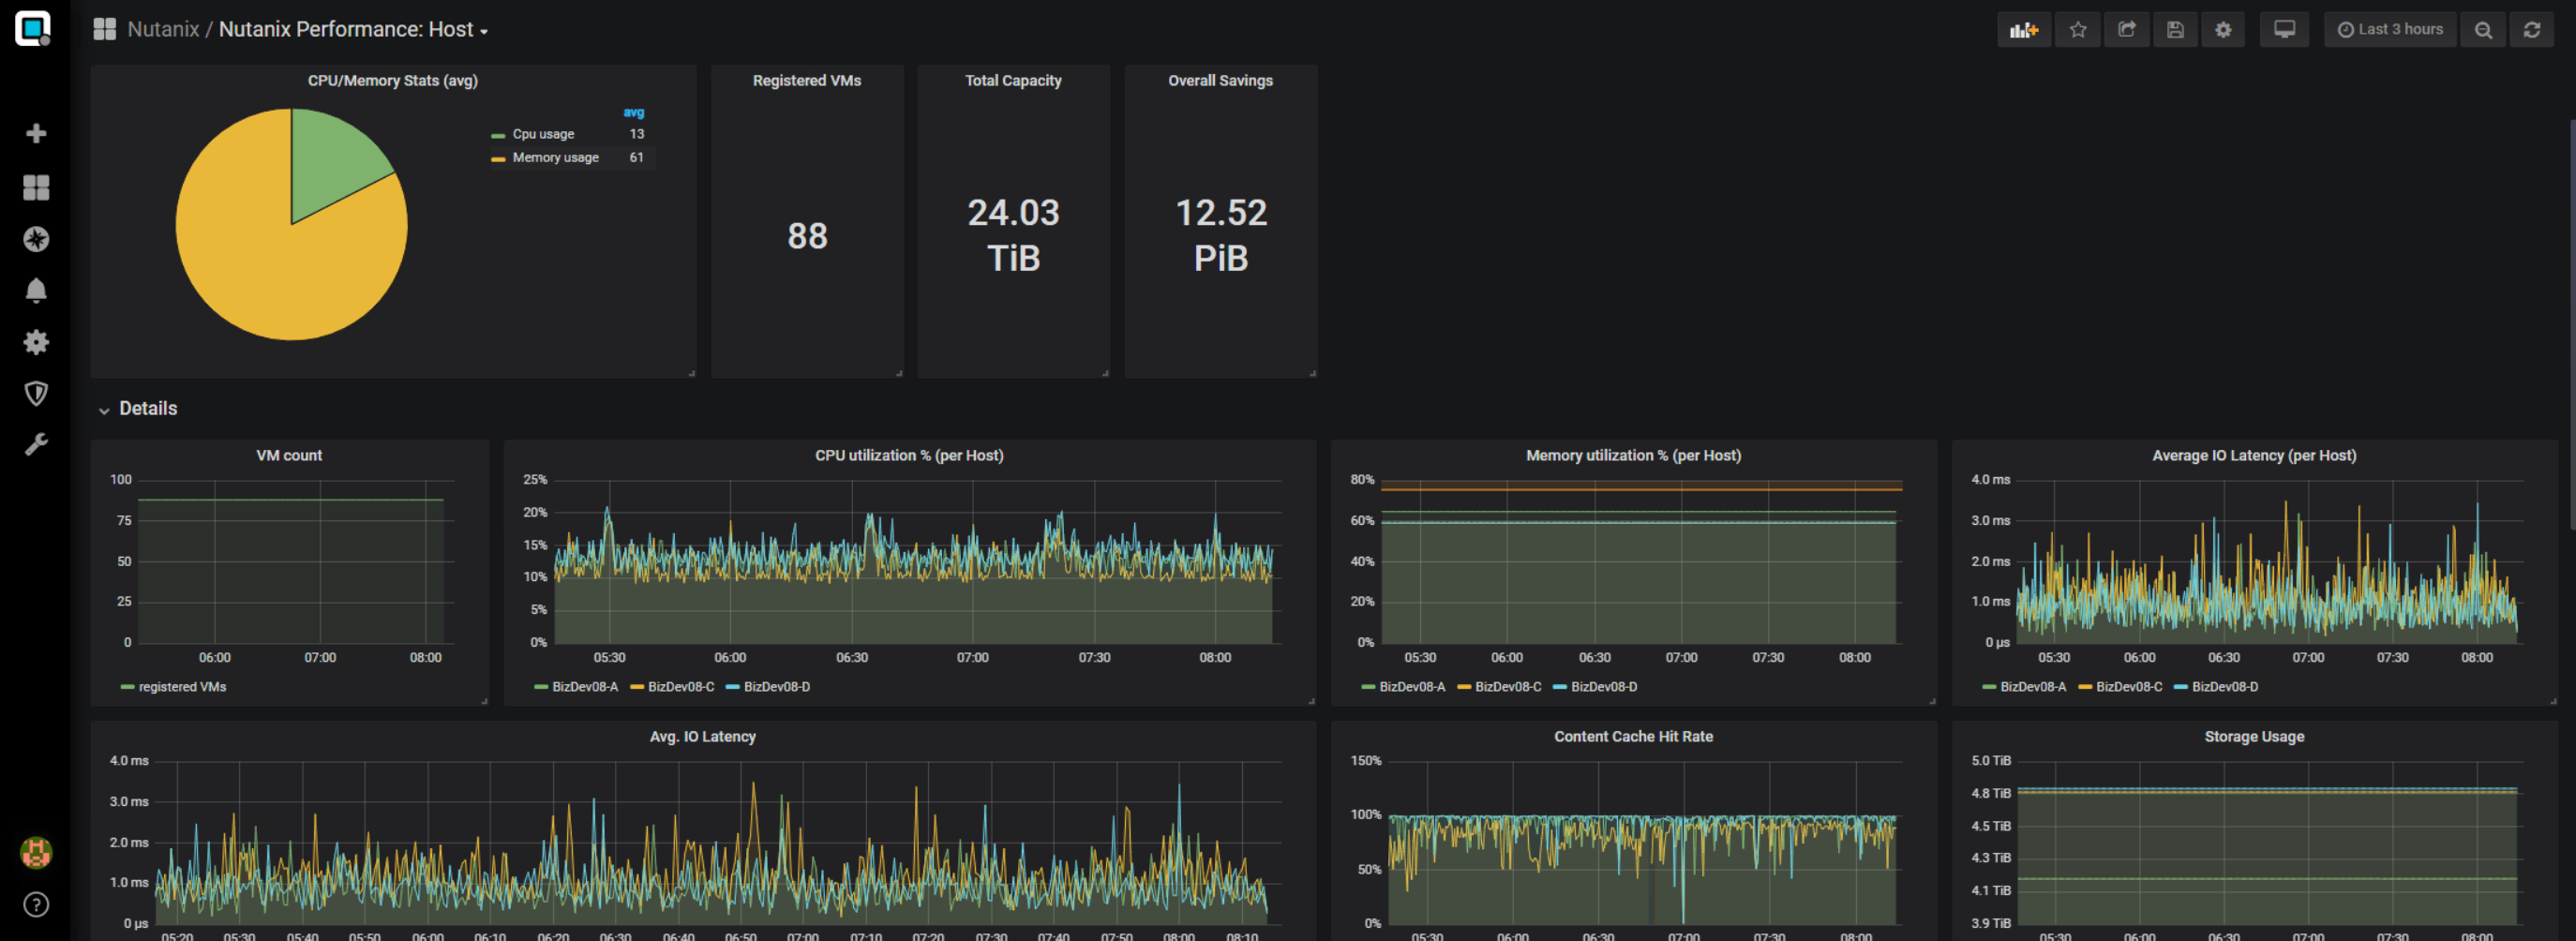 Nutanix / Nutanix Performance: Host
Last 3 hours
CPU/Memory Stats (avg)
avg
Cpu usage 13
Memory usage 61
Registered VMs
88
Total Capacity
24.03
TiB
Overall Savings
12.52
PiB
Details
VM count
100
75
50
25
0
06:00 07:00 08:00
registered VMs
CPU utilization % (per Host)
25%
20%
15%
10%
5%
0%
05:30 06:00 06:30 07:00 07:30 08:00
BizDev08-A BizDev08-C BizDev08-D
Memory utilization % (per Host)
80%
60%
40%
20%
0%
05:30 06:00 06:30 07:00 07:30 08:00
BizDev08-A BizDev08-C BizDev08-D
Average IO Latency (per Host)
4.0 ms
3.0 ms
2.0 ms
1.0 ms
0 µs
05:30 06:00 06:30 07:00 07:30 08:00
BizDev08-A BizDev08-C BizDev08-D
Avg. IO Latency
4.0 ms
3.0 ms
2.0 ms
1.0 ms
0 µs
05:20 05:30 05:40 05:50 06:00 06:10 06:20 06:30 06:40 06:50 07:00 07:10 07:20 07:30 07:40 07:50 08:00 08:10
Content Cache Hit Rate
150%
100%
50%
0%
05:30 06:00 06:30 07:00 07:30 08:00
Storage Usage
5.0 TiB
4.8 TiB
4.5 TiB
4.3 TiB
4.1 TiB
3.9 TiB
05:30 06:00 06:30 07:00 07:30 08:00